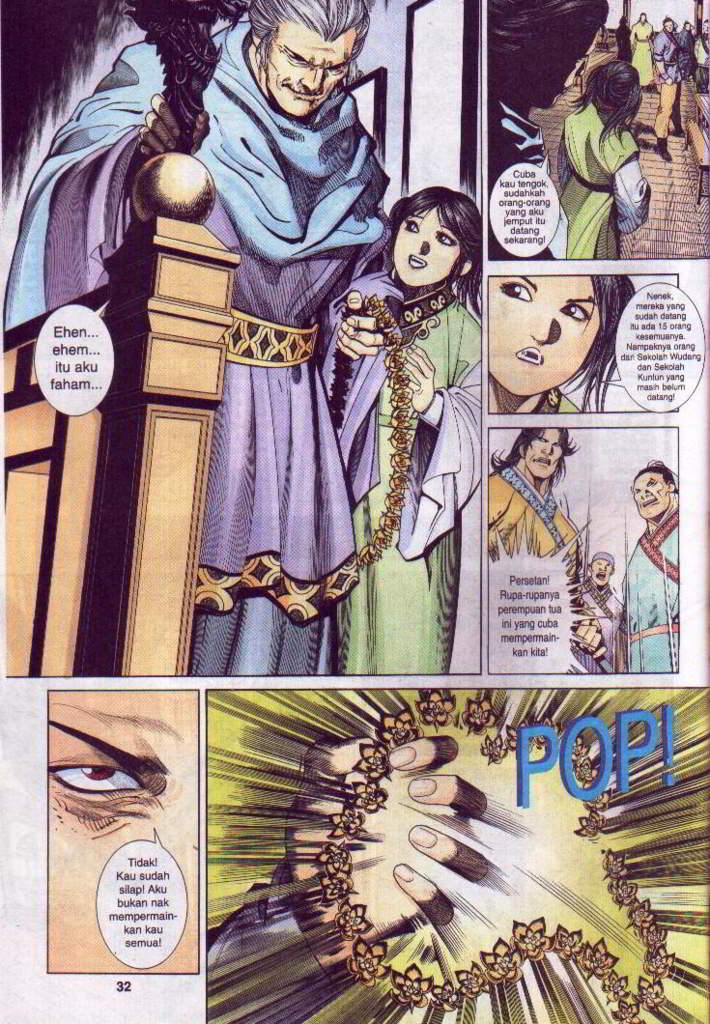 Ehen...
ehem...
itu aku
faham...
Cuba
kau tengok,
sudahkah
orang-orang
yang aku
jemput itu
datang
sekarang!
Nenek,
mereka yang
sudah datang
itu ada 15 orang
kesemuanya.
Nampaknya orang
dari Sekolah Wudang
dan Sekolah
Kunlun yang
masih belum
datang!
Persetan!
Rupa-rupanya
perempuan tua
ini yang cuba
mempermain-
kan kita!
Tidak!
Kau sudah
silap! Aku
bukan nak
mempermain-
kan kau
semua!
POP!
32